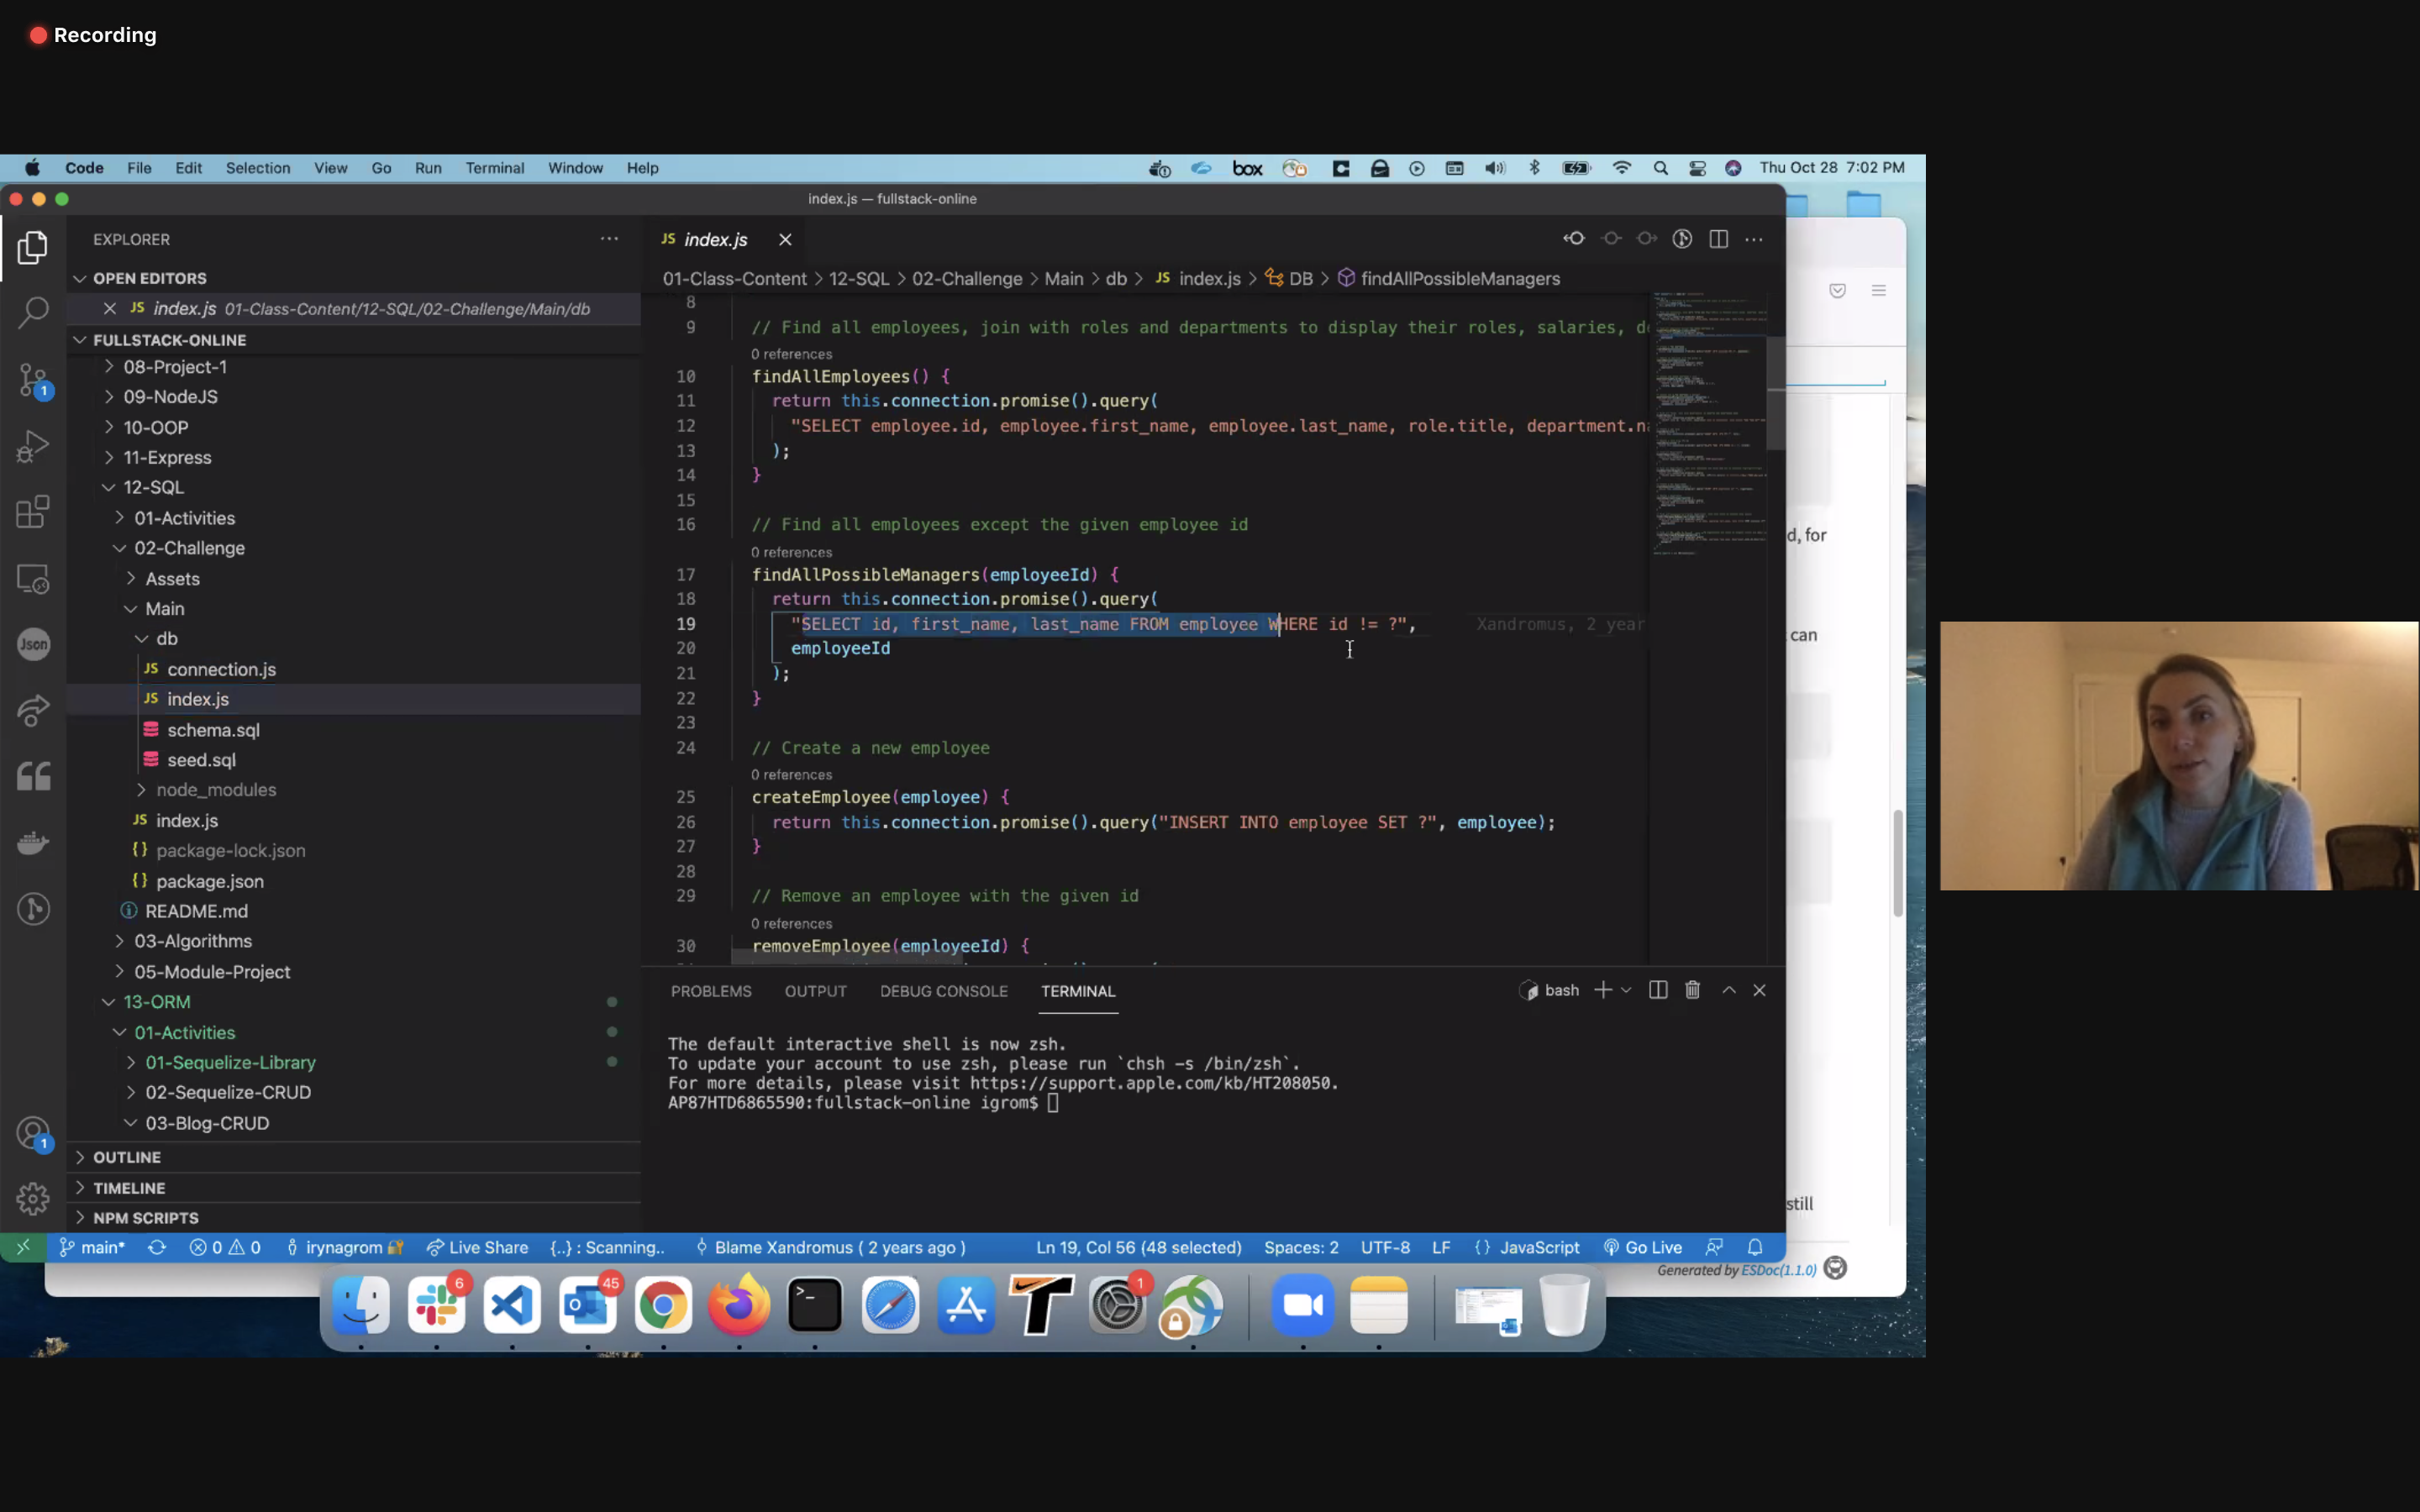 Recording
Code File Edit Selection View Go Run Terminal Window Help
box
Thu Oct 28 7:02 PM
index.js — fullstack-online
EXPLORER
JS index.js
OPEN EDITORS
JS index.js 01-Class-Content/12-SQL/02-Challenge/Main/db
01-Class-Content > 12-SQL > 02-Challenge > Main > db > JS index.js > DB > findAllPossibleManagers
FULLSTACK-ONLINE
08-Project-1
09-NodeJS
10-OOP
11-Express
12-SQL
01-Activities
02-Challenge
Assets
Main
db
JS connection.js
JS index.js
schema.sql
seed.sql
node_modules
JS index.js
{} package-lock.json
{} package.json
README.md
03-Algorithms
05-Module-Project
13-ORM
01-Activities
01-Sequelize-Library
02-Sequelize-CRUD
03-Blog-CRUD
OUTLINE
TIMELINE
NPM SCRIPTS
1
Json
1
8
9 // Find all employees, join with roles and departments to display their roles, salaries, d
0 references
10 findAllEmployees() {
11 return this.connection.promise().query(
12 "SELECT employee.id, employee.first_name, employee.last_name, role.title, department.na
13 );
14 }
15
16 // Find all employees except the given employee id
0 references
17 findAllPossibleManagers(employeeId) {
18 return this.connection.promise().query(
19 "SELECT id, first_name, last_name FROM employee WHERE id != ?", Xandromus, 2 year
20 employeeId
21 );
22 }
23
24 // Create a new employee
0 references
25 createEmployee(employee) {
26 return this.connection.promise().query("INSERT INTO employee SET ?", employee);
27 }
28
29 // Remove an employee with the given id
0 references
30 removeEmployee(employeeId) {
PROBLEMS OUTPUT DEBUG CONSOLE TERMINAL
bash
The default interactive shell is now zsh.
To update your account to use zsh, please run `chsh -s /bin/zsh`.
For more details, please visit https://support.apple.com/kb/HT208050.
AP87HTD6865590:fullstack-online igrom$
main* 0 0 irynagrom Live Share {..} : Scanning.. Blame Xandromus ( 2 years ago ) Ln 19, Col 56 (48 selected) Spaces: 2 UTF-8 LF {} JavaScript Go Live
d, for
can
still
Generated by ESDoc(1.1.0)
6
45
1